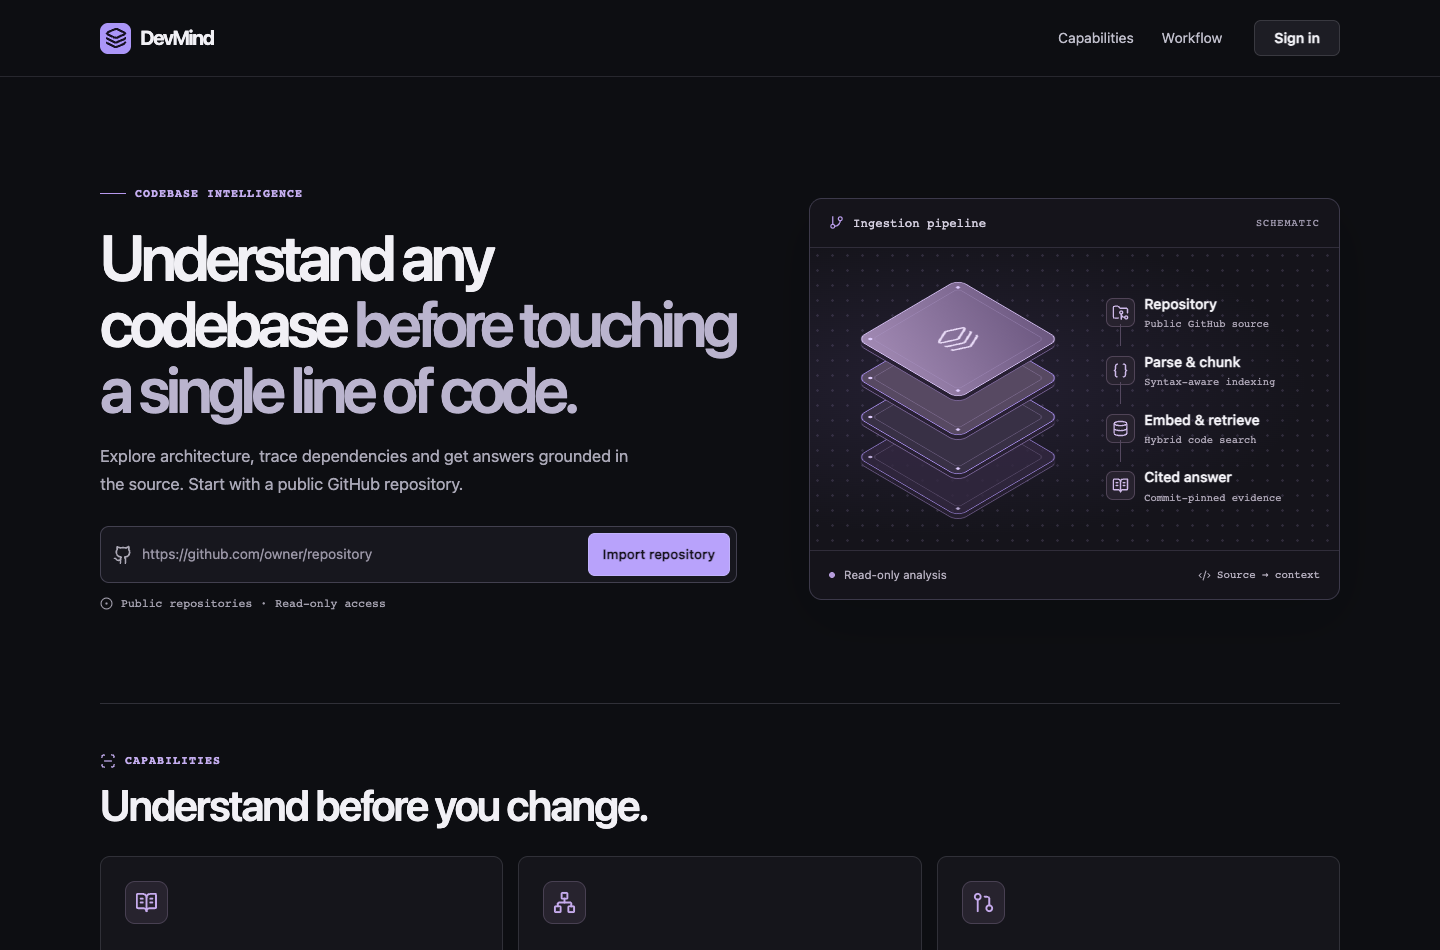 DevMind
Capabilities
Workflow
Sign in
CODEBASE INTELLIGENCE
Understand any
codebase before touching
a single line of code.
Explore architecture, trace dependencies and get answers grounded in
the source. Start with a public GitHub repository.
https://github.com/owner/repository
Import repository
Public repositories · Read-only access
Ingestion pipeline
SCHEMATIC
Repository
Public GitHub source
Parse & chunk
Syntax-aware indexing
Embed & retrieve
Hybrid code search
Cited answer
Commit-pinned evidence
Read-only analysis
Source → context
CAPABILITIES
Understand before you change.